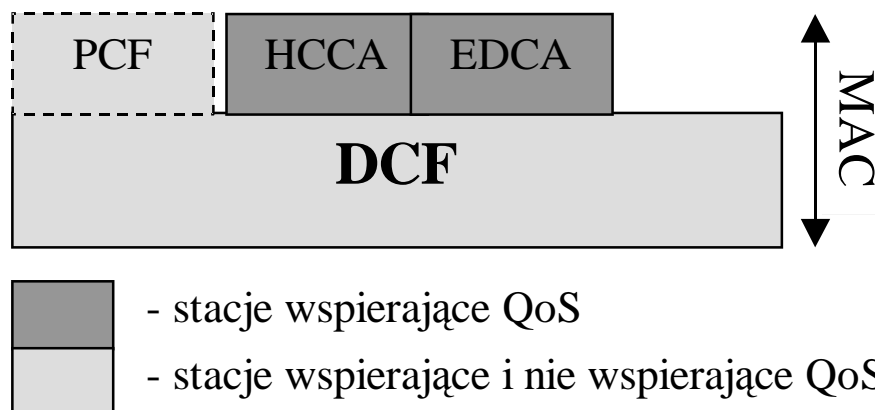 PCF HCCA EDCA
DCF
MAC
- stacje wspierające QoS
- stacje wspierające i nie wspierające QoS